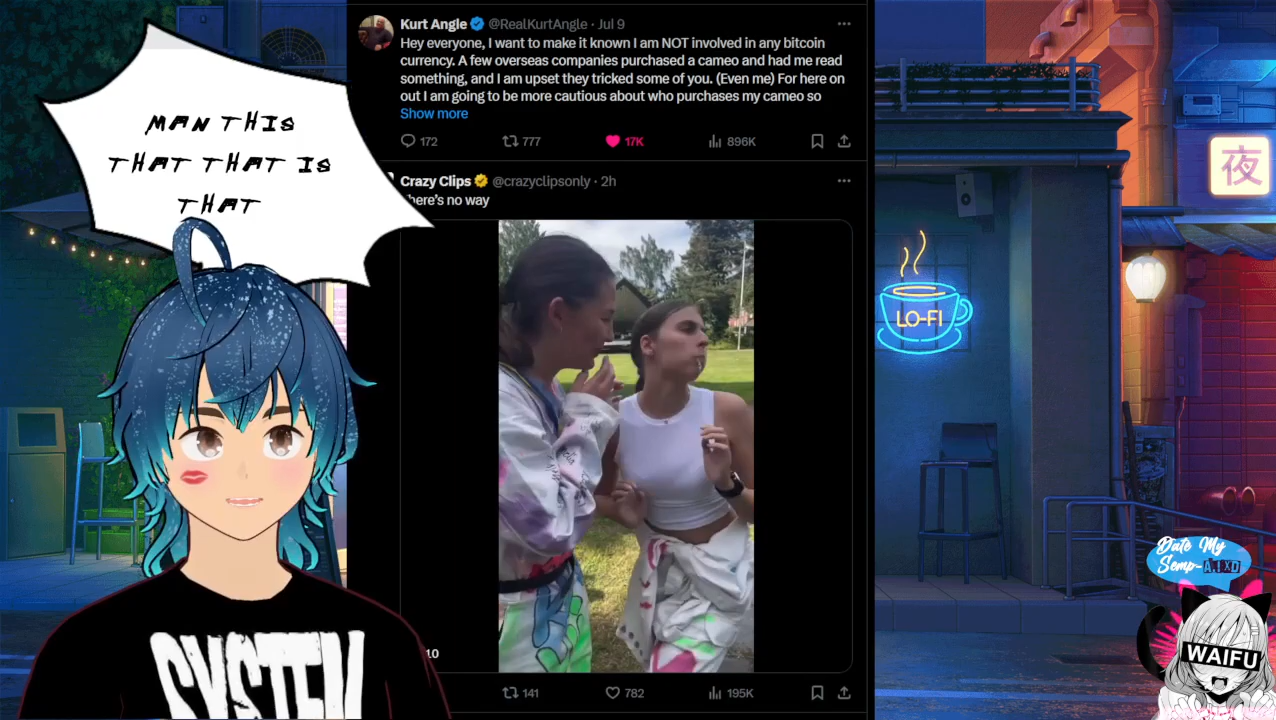 MAN THIS
THAT THAT IS
THAT
Kurt Angle @RealKurtAngle · Jul 9
Hey everyone, I want to make it known I am NOT involved in any bitcoin
currency. A few overseas companies purchased a cameo and had me read
something, and I am upset they tricked some of you. (Even me) For here on
out I am going to be more cautious about who purchases my cameo so
Show more
172 777 17K 896K
Crazy Clips @crazyclipsonly · 2h
here's no way
10
141 782 195K
SYSTEM
LO-FI
夜
Date My
Semp-A.I.XD
WAIFU